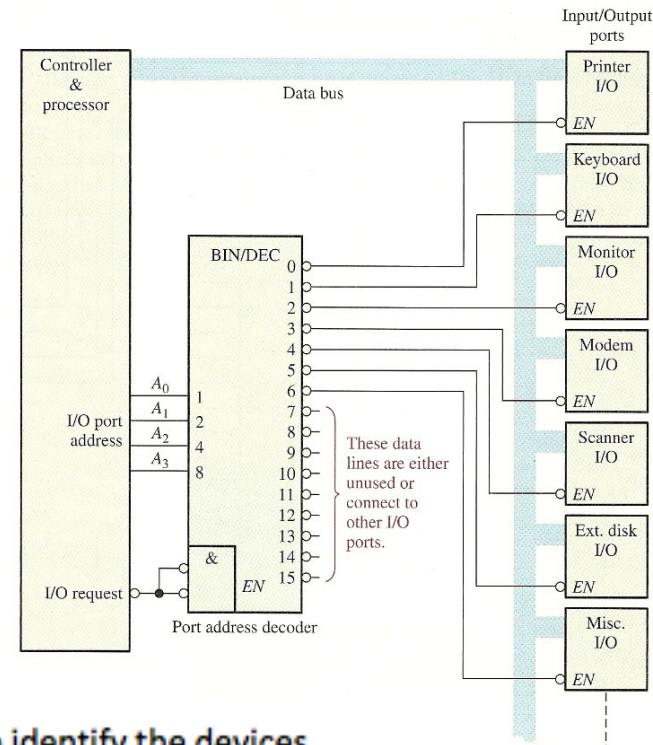 Input/Output
ports
Controller
&
processor
Data bus
Printer
I/O
EN
Keyboard
I/O
EN
Monitor
I/O
EN
Modem
I/O
EN
Scanner
I/O
EN
Ext. disk
I/O
EN
Misc.
I/O
EN
BIN/DEC
0
1
2
3
4
5
6
7
8
9
10
11
12
13
14
15
I/O port
address
A0
A1
A2
A3
1
2
4
8
These data
lines are either
unused or
connect to
other I/O
ports.
&
EN
I/O request
Port address decoder
identify the devices